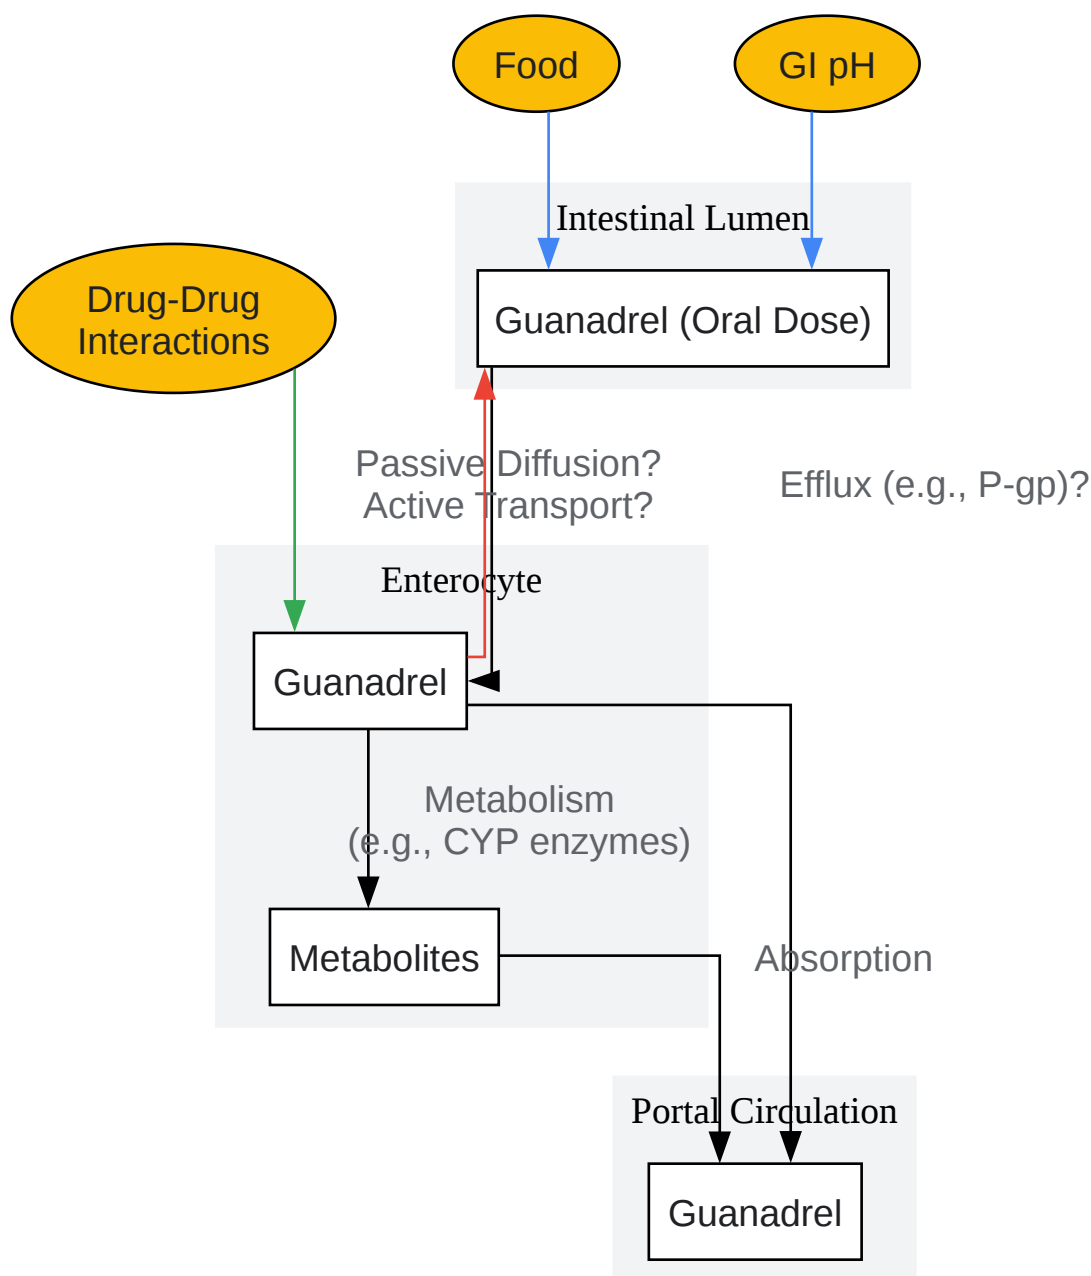 Food
GI pH
Intestinal Lumen
Guanadrel (Oral Dose)
Drug-Drug
Interactions
Passive Diffusion?
Active Transport?
Efflux (e.g., P-gp)?
Enterocyte
Guanadrel
Metabolism
(e.g., CYP enzymes)
Metabolites
Absorption
Portal Circulation
Guanadrel